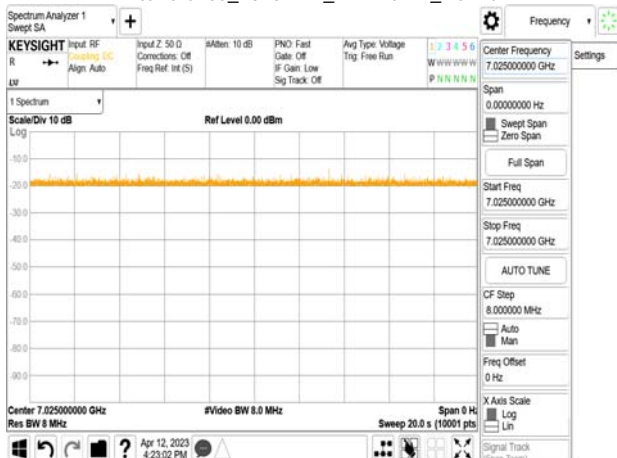 Spectrum Analyzer 1
Swept SA
Frequency
KEYSIGHT
R
LXI
Input: RF
Coupling: DC
Align: Auto
Input Z: 50 Ω
Corrections: Off
Freq Ref: Int (S)
#Atten: 10 dB
PNO: Fast
Gate: Off
IF Gain: Low
Sig Track: Off
Avg Type: Voltage
Trig: Free Run
1 2 3 4 5 6
W W W W W W
P N N N N N
Center Frequency
7.025000000 GHz
Settings
Span
0.00000000 Hz
Swept Span
Zero Span
Full Span
Start Freq
7.025000000 GHz
Stop Freq
7.025000000 GHz
AUTO TUNE
CF Step
8.000000 MHz
Auto
Man
Freq Offset
0 Hz
X Axis Scale
Log
Lin
Signal Track
1 Spectrum
Scale/Div 10 dB
Ref Level 0.00 dBm
Log
-10.0
-20.0
-30.0
-40.0
-50.0
-60.0
-70.0
-80.0
-90.0
Center 7.025000000 GHz
#Video BW 8.0 MHz
Span 0 Hz
Res BW 8 MHz
Sweep 20.0 s (10001 pts
?
Apr 12, 2023
4:23:02 PM